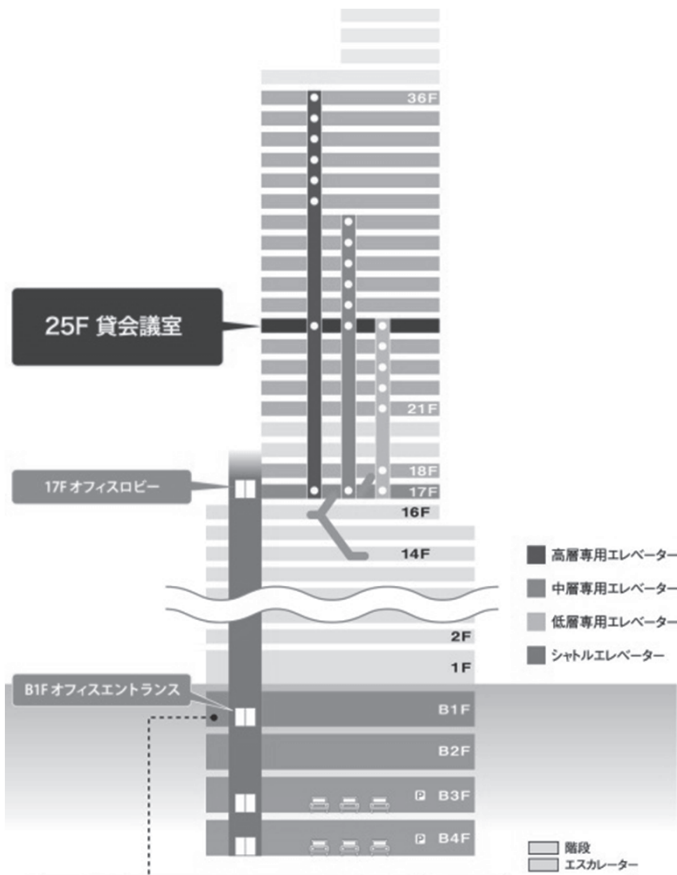 36F
25F 貸会議室
21F
18F
17F オフィスロビー
17F
16F
14F
高層専用エレベーター
中層専用エレベーター
低層専用エレベーター
シャトルエレベーター
2F
1F
B1F オフィスエントランス
B1F
B2F
P B3F
P B4F
階段
エスカレーター